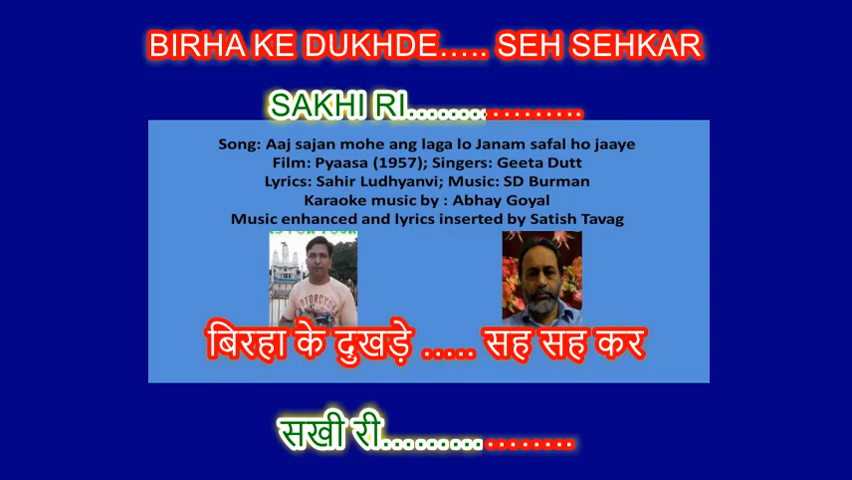 BIRHA KE DUKHDE..... SEH SEHKAR
SAKHI RI...................
Song: Aaj sajan mohe ang laga lo Janam safal ho jaaye
Film: Pyaasa (1957); Singers: Geeta Dutt
Lyrics: Sahir Ludhyanvi; Music: SD Burman
Karaoke music by : Abhay Goyal
Music enhanced and lyrics inserted by Satish Tavag
बिरहा के दुखड़े ..... सह सह कर
सखी री...................